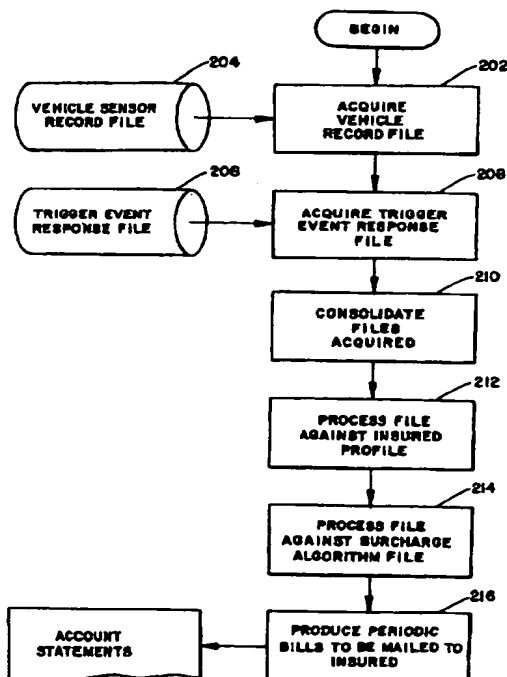 BEGIN
204
VEHICLE SENSOR
RECORD FILE
202
ACQUIRE
VEHICLE
RECORD FILE
206
TRIGGER EVENT
RESPONSE FILE
208
ACQUIRE TRIGGER
EVENT RESPONSE
FILE
210
CONSOLIDATE
FILES
ACQUIRED
212
PROCESS FILE
AGAINST INSURED
PROFILE
214
PROCESS FILE
AGAINST SURCHARGE
ALGORITHM FILE
216
PRODUCE PERIODIC
BILLS TO BE MAILED TO
INSURED
ACCOUNT
STATEMENTS